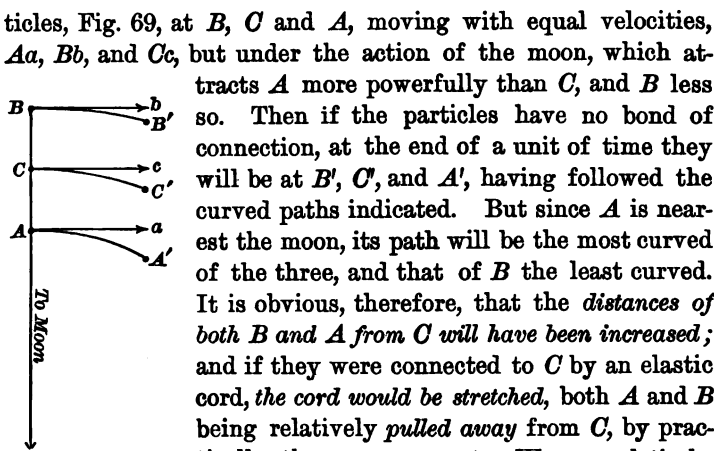 ticles, Fig. 69, at B, C and A, moving with equal velocities,
Aa, Bb, and Cc, but under the action of the moon, which at-
tracts A more powerfully than C, and B less
so. Then if the particles have no bond of
connection, at the end of a unit of time they
will be at B', C', and A', having followed the
curved paths indicated. But since A is near-
est the moon, its path will be the most curved
of the three, and that of B the least curved.
It is obvious, therefore, that the distances of
both B and A from C will have been increased;
and if they were connected to C by an elastic
cord, the cord would be stretched, both A and B
being relatively pulled away from C, by prac-
B
b
B'
C
c
C'
A
a
A'
To Moon